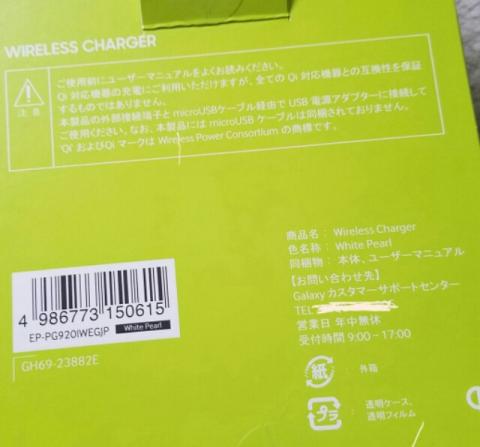 WIRELESS CHARGER
注意
ご使用前にユーザーマニュアルをよくお読みください。
Qi 対応機器の充電にご利用いただけますが、全ての Qi 対応機器との互換性を保証
するものではありません。
本製品の外部接続端子と microUSBケーブル経由で USB 電源アダプターに接続して
ご使用ください。なお、本製品には microUSB ケーブルは同梱されておりません。
'Qi' およびQi マークは Wireless Power Consortium の商標です。
商品名： Wireless Charger
色名称： White Pearl
同梱物： 本体、ユーザーマニュアル
【お問い合わせ先】
Galaxy カスタマーサポートセンター
TEL
営業日 年中無休
受付時間 9:00－17:00
4 986773 150615
EP-PG920IWEGJP White Pearl
GH69-23882E
紙 ： 外箱
プラ ： 透明ケース、
透明フィルム